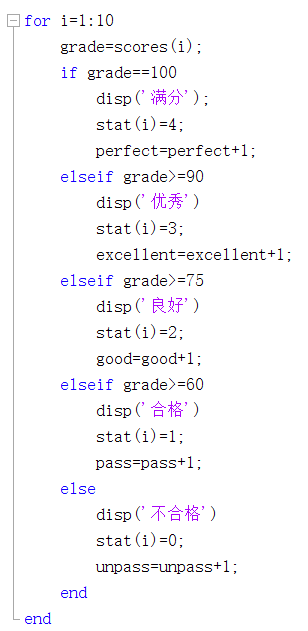 for i=1:10
grade=scores(i);
if grade==100
disp('满分');
stat(i)=4;
perfect=perfect+1;
elseif grade>=90
disp('优秀')
stat(i)=3;
excellent=excellent+1;
elseif grade>=75
disp('良好')
stat(i)=2;
good=good+1;
elseif grade>=60
disp('合格')
stat(i)=1;
pass=pass+1;
else
disp('不合格')
stat(i)=0;
unpass=unpass+1;
end
end